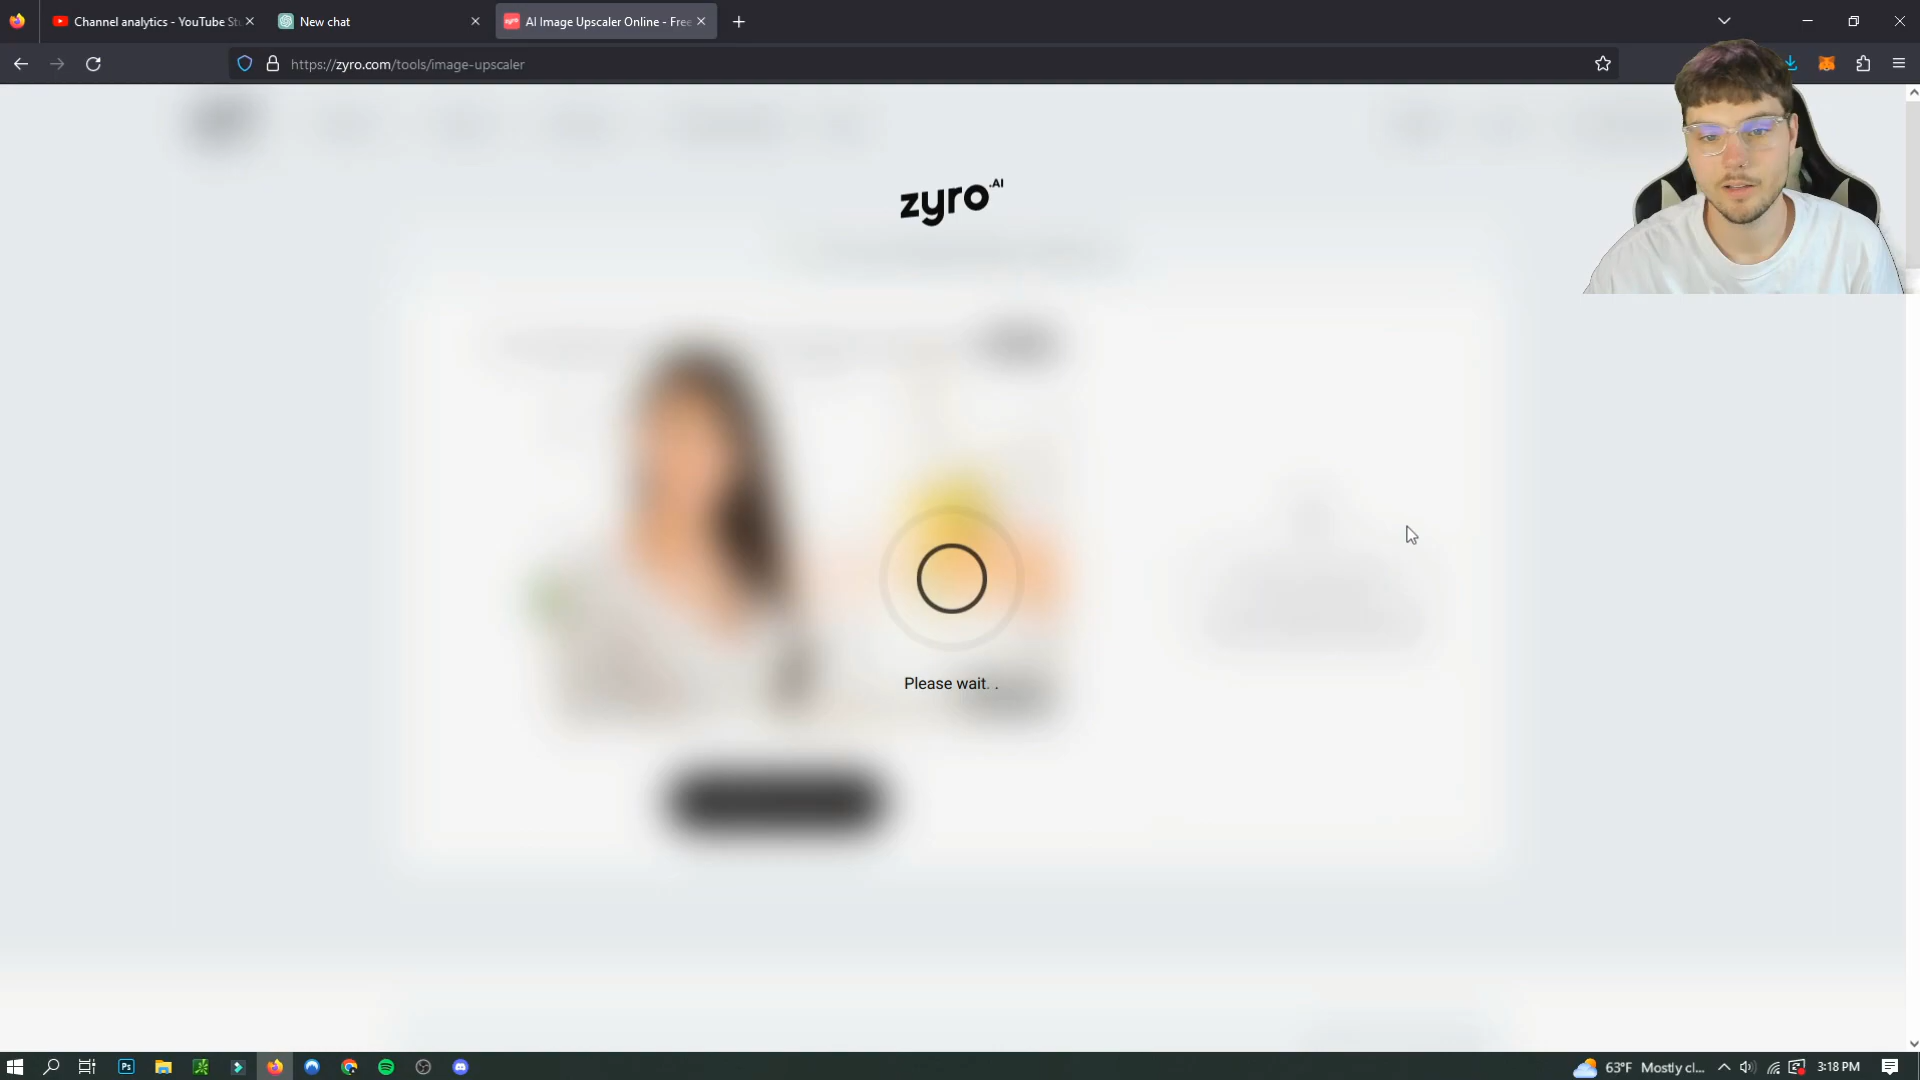 Channel analytics - YouTube St
New chat
AI Image Upscaler Online - Free
https://zyro.com/tools/image-upscaler
zyro.AI
Please wait. .
Ps
63°F Mostly cl...
3:18 PM